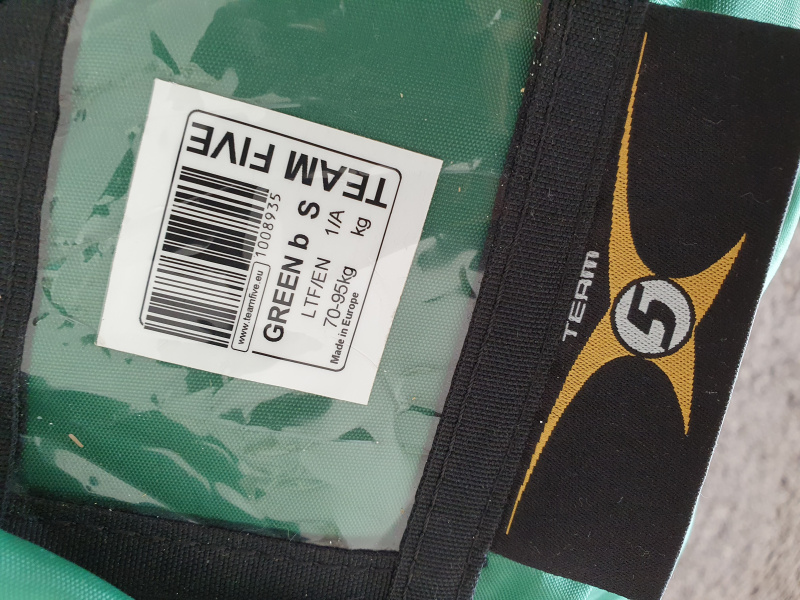 TEAM FIVE
1008935
www.teamfive.eu
GREEN b S
LTF/EN 1/A
70-95kg kg
Made in Europe
TEAM
5